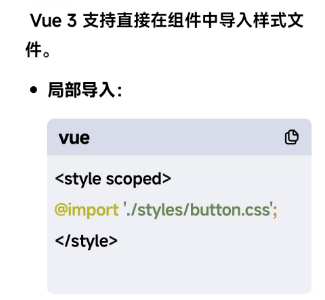 Vue 3 支持直接在组件中导入样式文
件。
• 局部导入：
vue
<style scoped>
@import './styles/button.css';
</style>